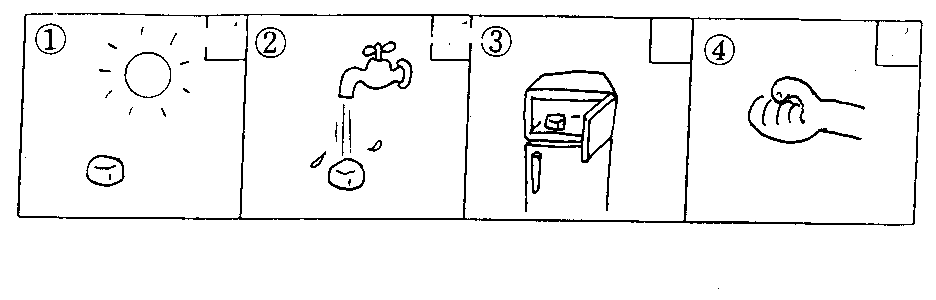 ① ② ③ ④